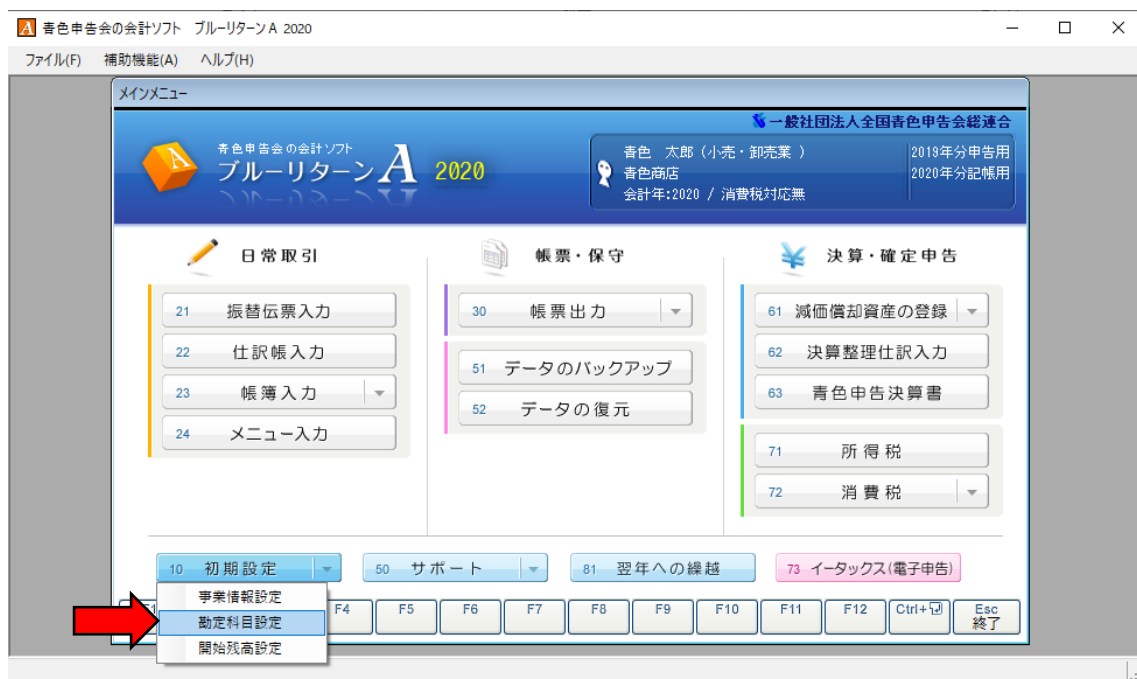 青色申告会の会計ソフト ブルーリターンA 2020
ファイル(F) 補助機能(A) ヘルプ(H)
メインメニュー
一般社団法人全国青色申告会総連合
青色申告会の会計ソフト
ブルーリターンA 2020
青色 太郎（小売・卸売業 ） 2019年分申告用
青色商店 2020年分記帳用
会計年:2020 / 消費税対応無
日常取引 帳票・保守 決算・確定申告
21 振替伝票入力 30 帳票出力 61 減価償却資産の登録
22 仕訳帳入力 51 データのバックアップ 62 決算整理仕訳入力
23 帳簿入力 52 データの復元 63 青色申告決算書
24 メニュー入力 71 所得税
72 消費税
10 初期設定 50 サポート 81 翌年への繰越 73 イータックス(電子申告)
事業情報設定
F1 F4 F5 F6 F7 F8 F9 F10 F11 F12 Ctrl+ Esc 終了
勘定科目設定
開始残高設定